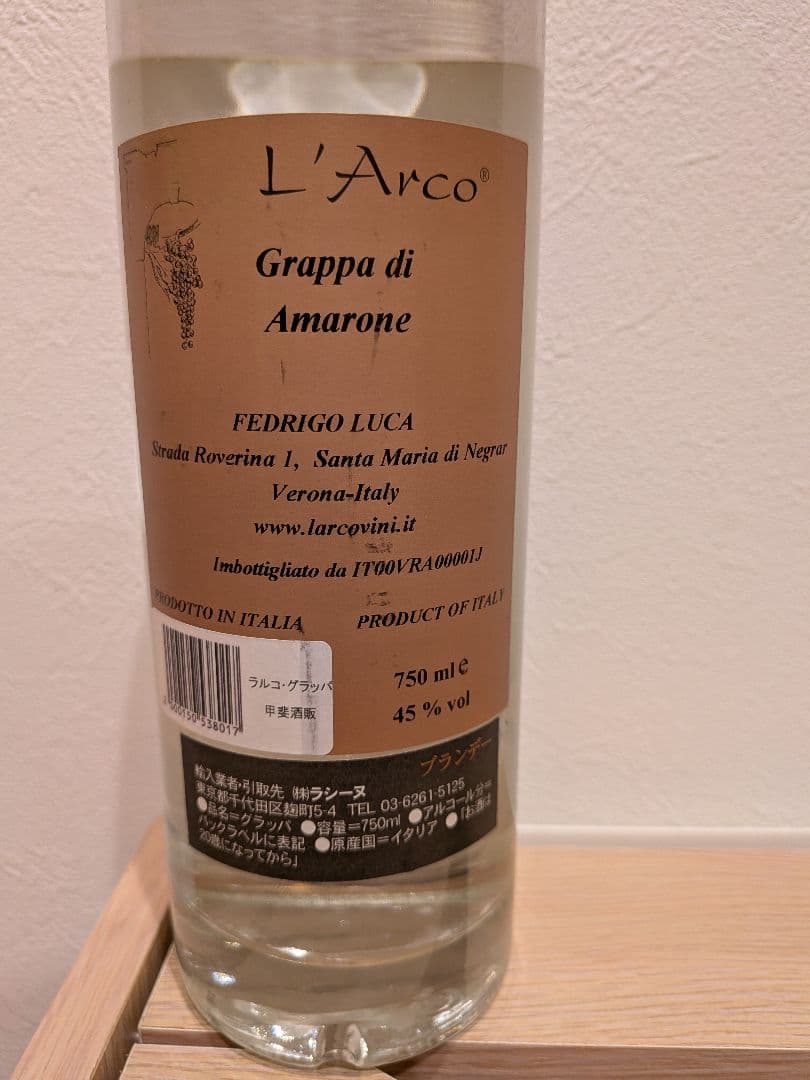 L'Arco®
Grappa di
Amarone
FEDRIGO LUCA
Strada Roverina 1, Santa Maria di Negrar
Verona-Italy
www.larcovini.it
Imbottigliato da IT00VRA00001J
PRODOTTO IN ITALIA
PRODUCT OF ITALY
750 ml e
45 % vol
ラルコ・グラッパ
甲斐酒販
ブランデー
輸入業者・引取先 ㈱ラシーヌ
東京都千代田区麹町5-4 TEL 03-6261-5125
●品名=グラッパ ●容量=750ml ●アルコール分=
バックラベルに表記 ●原産国=イタリア ●「お酒は
20歳になってから」